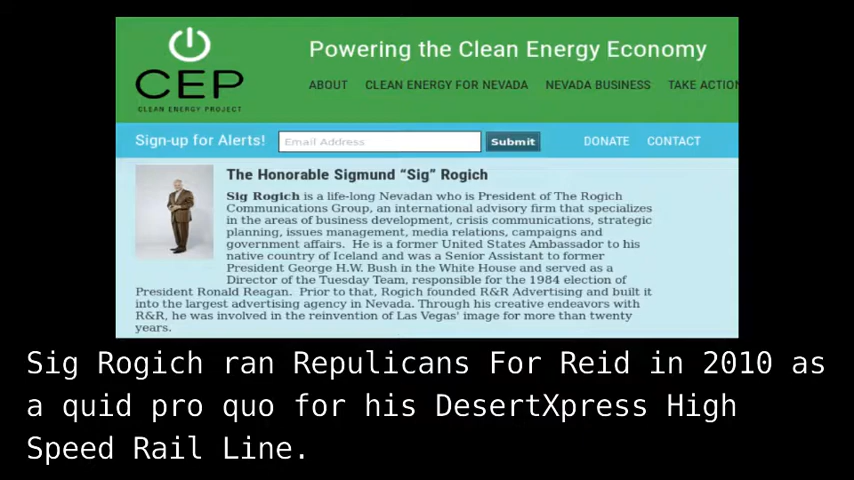 Powering the Clean Energy Economy
CEP
CLEAN ENERGY PROJECT
ABOUT CLEAN ENERGY FOR NEVADA NEVADA BUSINESS TAKE ACTION
Sign-up for Alerts! Email Address Submit DONATE CONTACT
The Honorable Sigmund “Sig” Rogich
Sig Rogich is a life-long Nevadan who is President of The Rogich
Communications Group, an international advisory firm that specializes
in the areas of business development, crisis communications, strategic
planning, issues management, media relations, campaigns and
government affairs. He is a former United States Ambassador to his
native country of Iceland and was a Senior Assistant to former
President George H.W. Bush in the White House and served as a
Director of the Tuesday Team, responsible for the 1984 election of
President Ronald Reagan. Prior to that, Rogich founded R&R Advertising and built it
into the largest advertising agency in Nevada. Through his creative endeavors with
R&R, he was involved in the reinvention of Las Vegas' image for more than twenty
years.
Sig Rogich ran Repulicans For Reid in 2010 as
a quid pro quo for his DesertXpress High
Speed Rail Line.